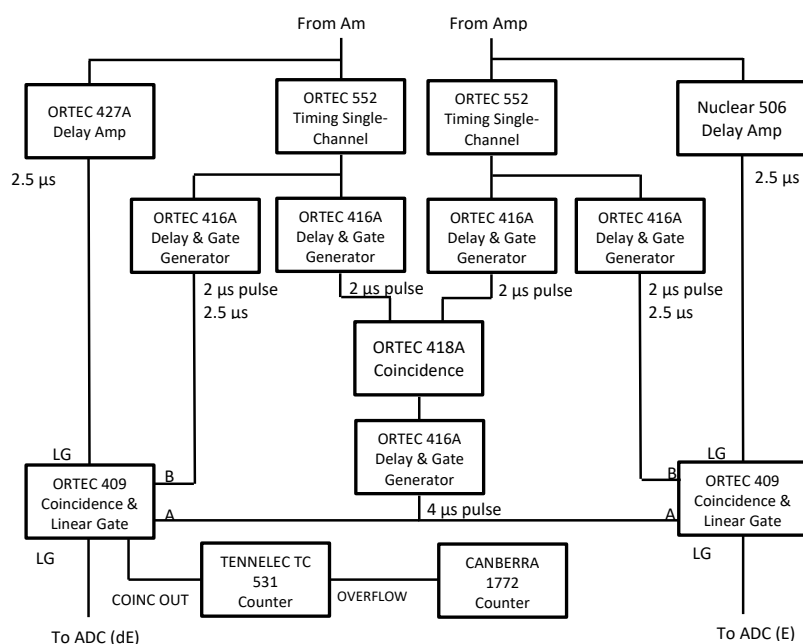 From Am
From Amp
ORTEC 427A
Delay Amp
ORTEC 552
Timing Single-
Channel
ORTEC 552
Timing Single-
Channel
Nuclear 506
Delay Amp
2.5 µs
2.5 µs
ORTEC 416A
Delay & Gate
Generator
ORTEC 416A
Delay & Gate
Generator
ORTEC 416A
Delay & Gate
Generator
ORTEC 416A
Delay & Gate
Generator
2 µs pulse
2.5 µs
2 µs pulse
2 µs pulse
2 µs pulse
2.5 µs
ORTEC 418A
Coincidence
ORTEC 416A
Delay & Gate
Generator
LG
B
LG
B
ORTEC 409
Coincidence &
Linear Gate
A
4 µs pulse
A
ORTEC 409
Coincidence &
Linear Gate
LG
LG
COINC OUT
TENNELEC TC
531
Counter
OVERFLOW
CANBERRA
1772
Counter
To ADC (dE)
To ADC (E)